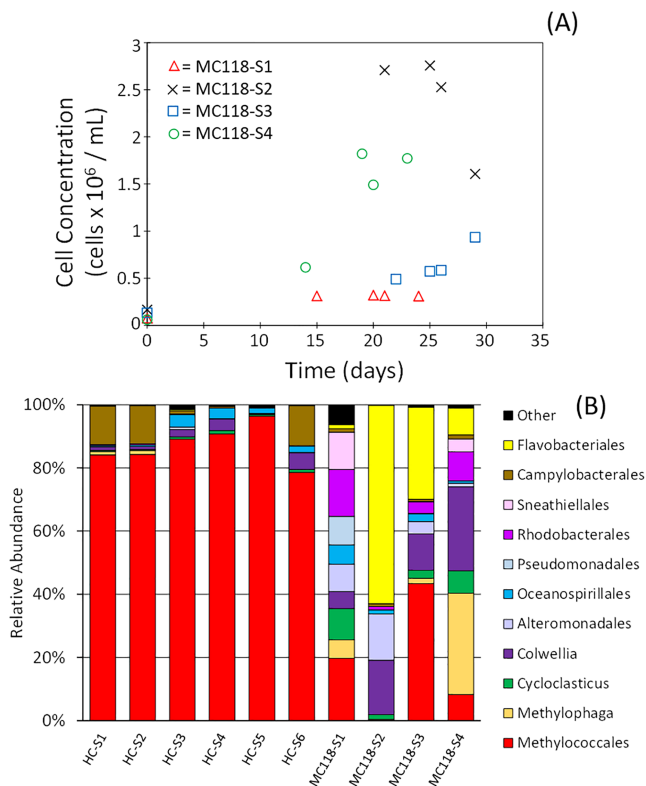 (A)
3
2.5
2
1.5
1
0.5
0
Cell Concentration
(cells x 10⁶ / mL)
= MC118-S1
= MC118-S2
= MC118-S3
= MC118-S4
0 5 10 15 20 25 30 35
Time (days)
(B)
100%
80%
60%
40%
20%
0%
Relative Abundance
HC-S1
HC-S2
HC-S3
HC-S4
HC-S5
HC-S6
MC118-S1
MC118-S2
MC118-S3
MC118-S4
Other
Flavobacteriales
Campylobacterales
Sneathiellales
Rhodobacterales
Pseudomonadales
Oceanospirillales
Alteromonadales
Colwellia
Cycloclasticus
Methylophaga
Methylococcales